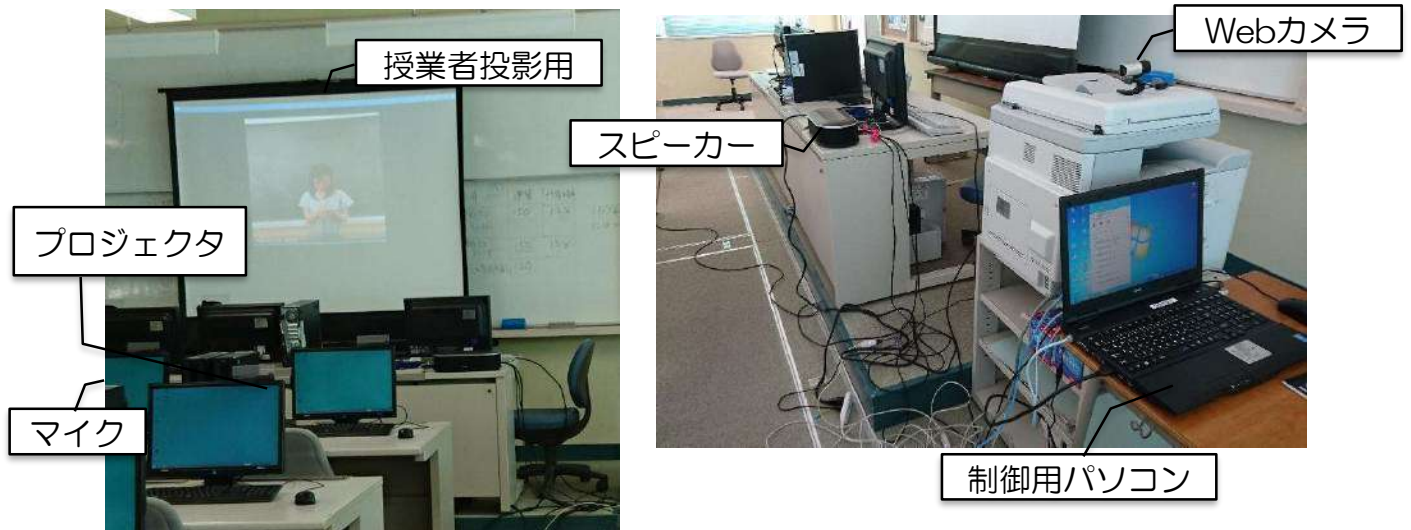 授業者投影用
プロジェクタ
マイク
Webカメラ
スピーカー
制御用パソコン